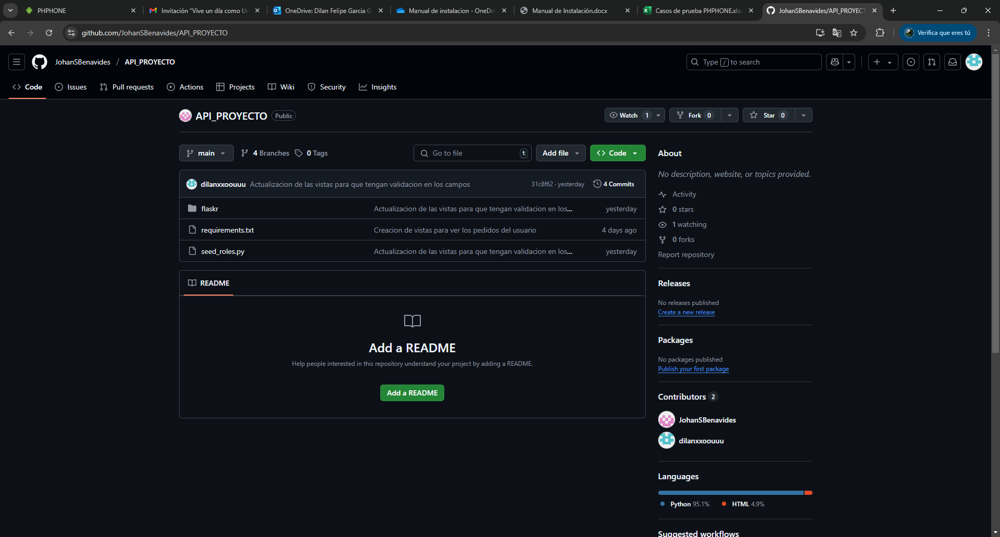 PHPHONE
Invitación "Vive un día como Un
OneDrive: Dilan Felipe Garcia G
Manual de instalacion - OneDri
Manual de Instalación.docx
Casos de prueba PHPHONE.xlsx
JohanSBenavides/API_PROYECT
github.com/JohanSBenavides/API_PROYECTO
Verifica que eres tú
JohanSBenavides / API_PROYECTO
Type / to search
Code
Issues
Pull requests
Actions
Projects
Wiki
Security
Insights
API_PROYECTO
Public
Watch 1
Fork 0
Star 0
main
4 Branches
0 Tags
Go to file
t
Add file
Code
dilanxxoouuu Actualizacion de las vistas para que tengan validacion en los campos
31c8f62 · yesterday
4 Commits
flaskr
Actualizacion de las vistas para que tengan validacion en los...
yesterday
requirements.txt
Creacion de vistas para ver los pedidos del usuario
4 days ago
seed_roles.py
Actualizacion de las vistas para que tengan validacion en los...
yesterday
README
Add a README
Help people interested in this repository understand your project by adding a README.
Add a README
About
No description, website, or topics provided.
Activity
0 stars
1 watching
0 forks
Report repository
Releases
No releases published
Create a new release
Packages
No packages published
Publish your first package
Contributors 2
JohanSBenavides
dilanxxoouuu
Languages
Python 95.1%
HTML 4.9%
Suggested workflows